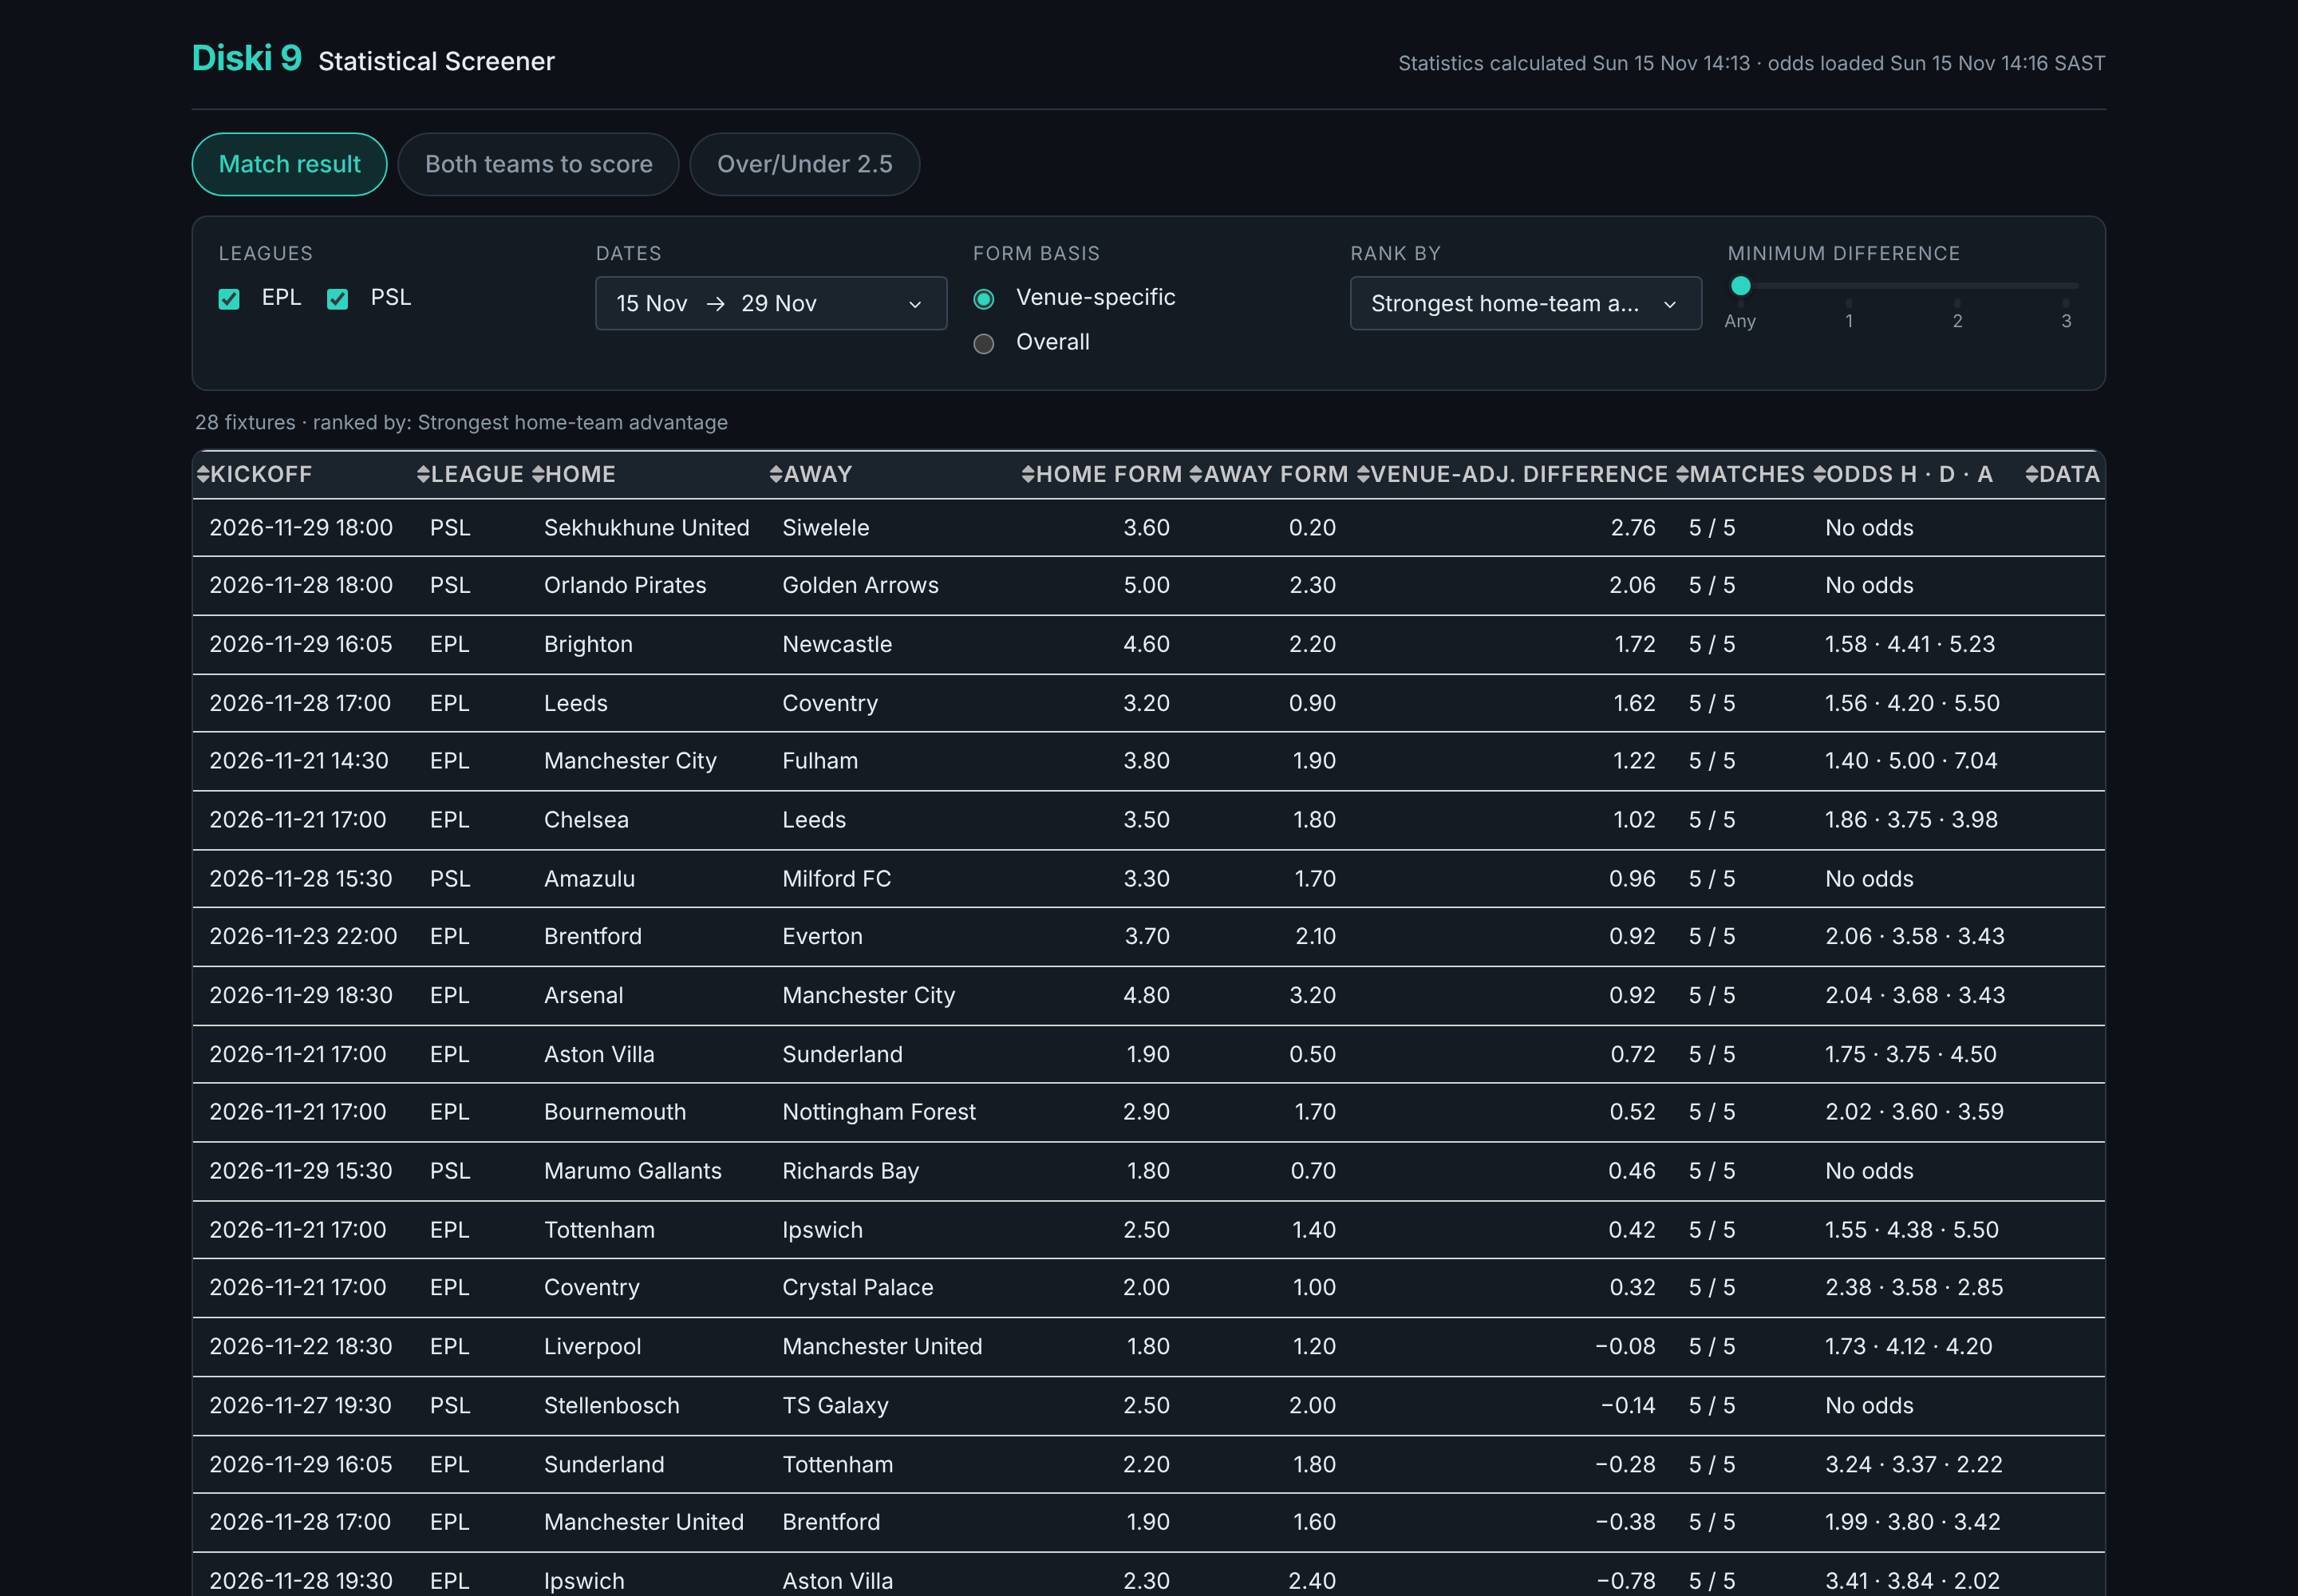 Diski 9 Statistical Screener
Statistics calculated Sun 15 Nov 14:13 · odds loaded Sun 15 Nov 14:16 SAST
Match result Both teams to score Over/Under 2.5
LEAGUES DATES FORM BASIS RANK BY MINIMUM DIFFERENCE
EPL PSL 15 Nov → 29 Nov Venue-specific Strongest home-team a...
Any 1 2 3
Overall
28 fixtures · ranked by: Strongest home-team advantage
KICKOFF LEAGUE HOME AWAY HOME FORM AWAY FORM VENUE-ADJ. DIFFERENCE MATCHES ODDS H · D · A DATA
2026-11-29 18:00 PSL Sekhukhune United Siwelele 3.60 0.20 2.76 5 / 5 No odds
2026-11-28 18:00 PSL Orlando Pirates Golden Arrows 5.00 2.30 2.06 5 / 5 No odds
2026-11-29 16:05 EPL Brighton Newcastle 4.60 2.20 1.72 5 / 5 1.58 · 4.41 · 5.23
2026-11-28 17:00 EPL Leeds Coventry 3.20 0.90 1.62 5 / 5 1.56 · 4.20 · 5.50
2026-11-21 14:30 EPL Manchester City Fulham 3.80 1.90 1.22 5 / 5 1.40 · 5.00 · 7.04
2026-11-21 17:00 EPL Chelsea Leeds 3.50 1.80 1.02 5 / 5 1.86 · 3.75 · 3.98
2026-11-28 15:30 PSL Amazulu Milford FC 3.30 1.70 0.96 5 / 5 No odds
2026-11-23 22:00 EPL Brentford Everton 3.70 2.10 0.92 5 / 5 2.06 · 3.58 · 3.43
2026-11-29 18:30 EPL Arsenal Manchester City 4.80 3.20 0.92 5 / 5 2.04 · 3.68 · 3.43
2026-11-21 17:00 EPL Aston Villa Sunderland 1.90 0.50 0.72 5 / 5 1.75 · 3.75 · 4.50
2026-11-21 17:00 EPL Bournemouth Nottingham Forest 2.90 1.70 0.52 5 / 5 2.02 · 3.60 · 3.59
2026-11-29 15:30 PSL Marumo Gallants Richards Bay 1.80 0.70 0.46 5 / 5 No odds
2026-11-21 17:00 EPL Tottenham Ipswich 2.50 1.40 0.42 5 / 5 1.55 · 4.38 · 5.50
2026-11-21 17:00 EPL Coventry Crystal Palace 2.00 1.00 0.32 5 / 5 2.38 · 3.58 · 2.85
2026-11-22 18:30 EPL Liverpool Manchester United 1.80 1.20 −0.08 5 / 5 1.73 · 4.12 · 4.20
2026-11-27 19:30 PSL Stellenbosch TS Galaxy 2.50 2.00 −0.14 5 / 5 No odds
2026-11-29 16:05 EPL Sunderland Tottenham 2.20 1.80 −0.28 5 / 5 3.24 · 3.37 · 2.22
2026-11-28 17:00 EPL Manchester United Brentford 1.90 1.60 −0.38 5 / 5 1.99 · 3.80 · 3.42
2026-11-28 19:30 EPL Ipswich Aston Villa 2.30 2.40 −0.78 5 / 5 3.41 · 3.84 · 2.02